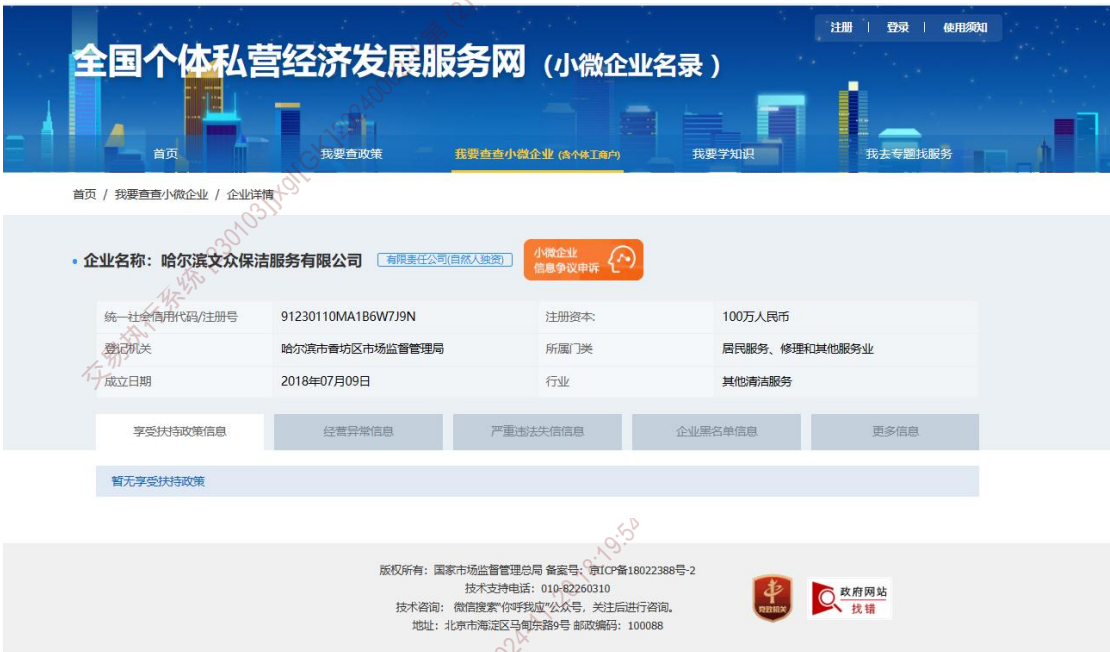 注册 | 登录 | 使用须知
全国个体私营经济发展服务网 (小微企业名录)
首页 我要查政策 我要查查小微企业 (含个体工商户) 我要学知识 我去专题找服务
首页 / 我要查查小微企业 / 企业详情
• 企业名称：哈尔滨文众保洁服务有限公司 有限责任公司(自然人独资) 小微企业
信息争议申诉
统一社会信用代码/注册号 91230110MA1B6W7J9N 注册资本: 100万人民币
登记机关 哈尔滨市香坊区市场监督管理局 所属门类 居民服务、修理和其他服务业
成立日期 2018年07月09日 行业 其他清洁服务
享受扶持政策信息 经营异常信息 严重违法失信信息 企业黑名单信息 更多信息
暂无享受扶持政策
版权所有：国家市场监督管理总局 备案号：京ICP备18022388号-2
技术支持电话：010-82260310
技术咨询：微信搜索"你呼我应"公众号，关注后进行咨询。
地址：北京市海淀区马甸东路9号 邮政编码：100088
党政机关
政府网站
找错